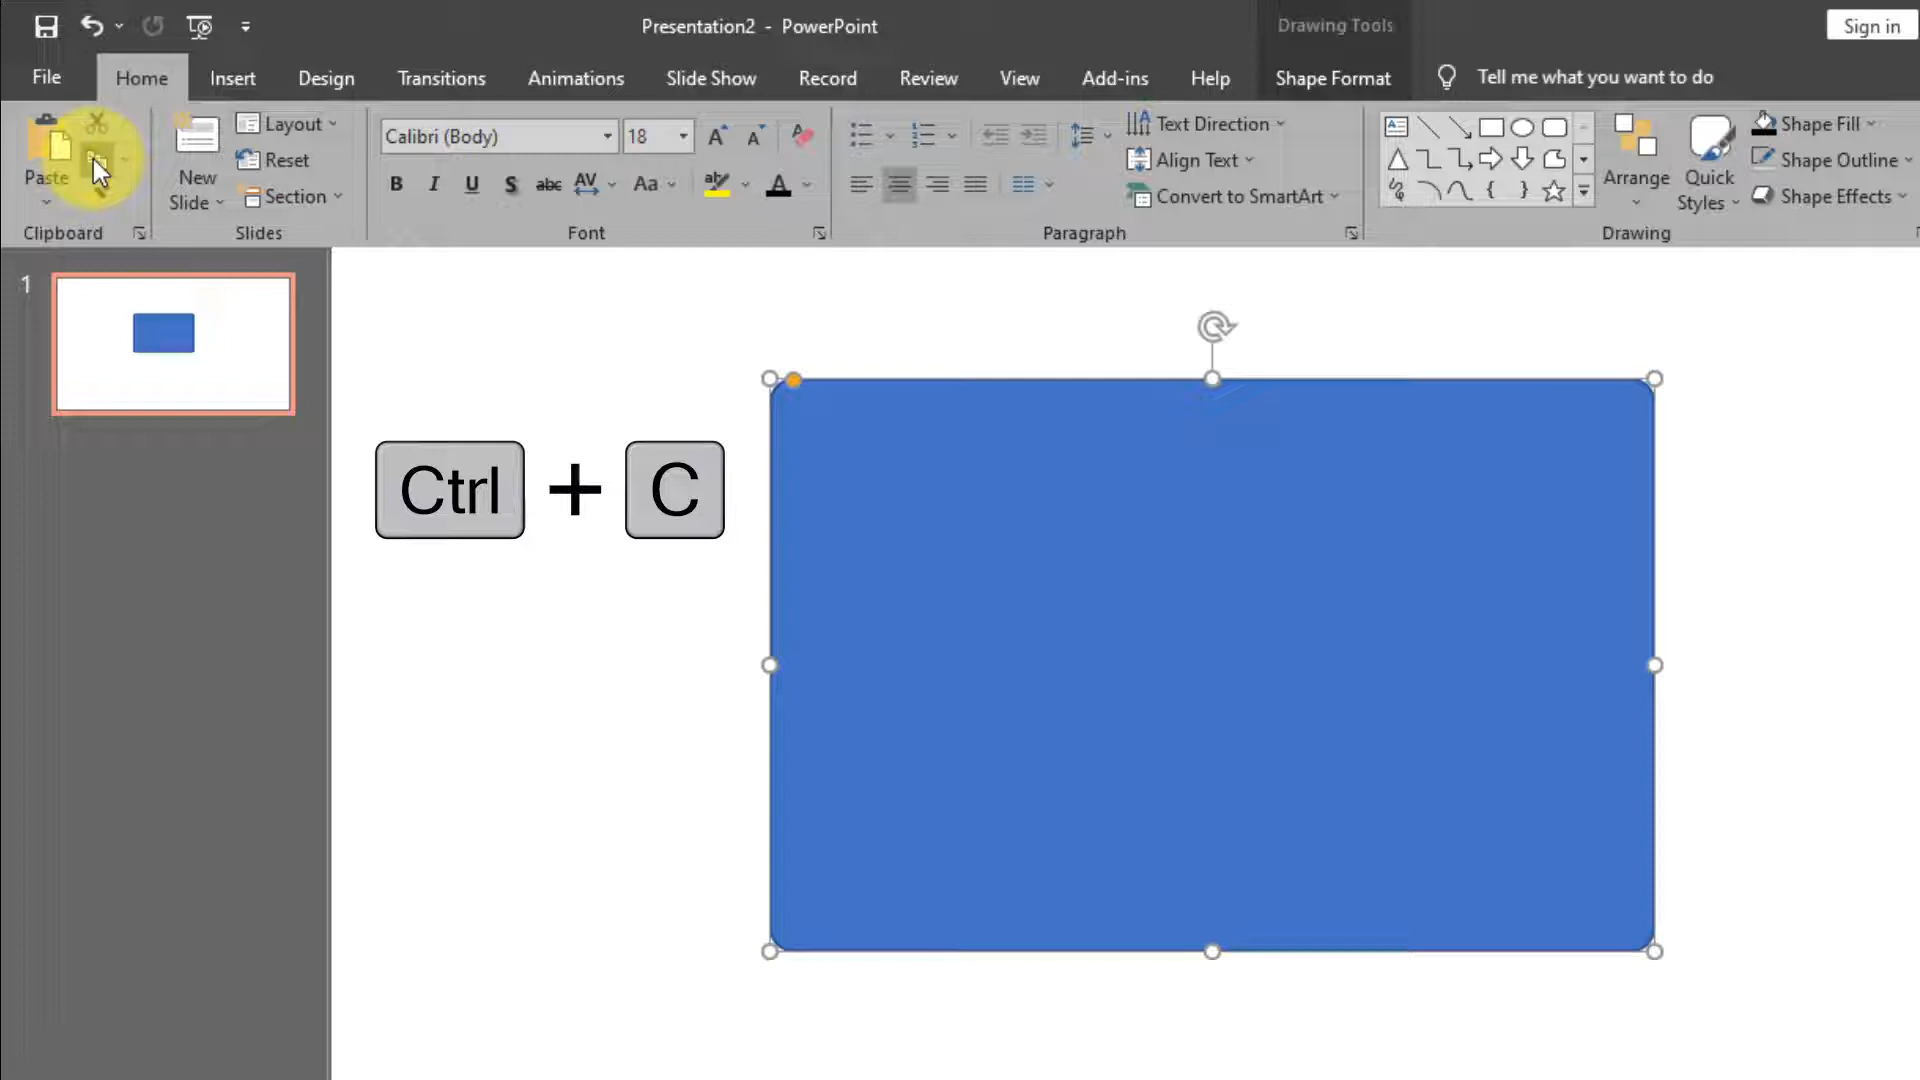 Presentation2 - PowerPoint
Drawing Tools
Sign in
File
Home
Insert
Design
Transitions
Animations
Slide Show
Record
Review
View
Add-ins
Help
Shape Format
Tell me what you want to do
Paste
Clipboard
New
Slide
Layout
Reset
Section
Slides
Calibri (Body)
18
B I U S abc AV Aa A
Font
Text Direction
Align Text
Convert to SmartArt
Paragraph
Arrange
Quick
Styles
Shape Fill
Shape Outline
Shape Effects
Drawing
1
Ctrl + C